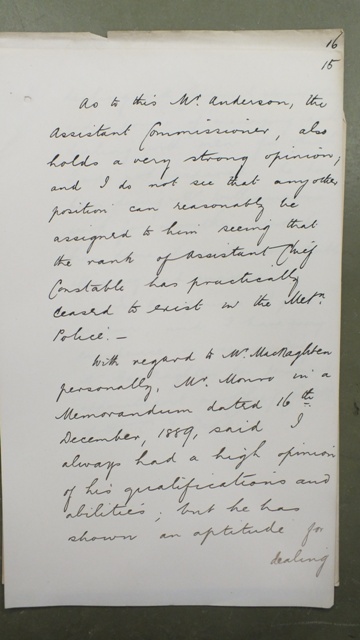 16
15
As to this Mr. Anderson, the
Assistant Commissioner, also
holds a very strong opinion,
and I do not see that any other
position can reasonably be
assigned to him seeing that
the rank of Assistant Chief
Constable has practically
ceased to exist in the Metn.
Police. —
With regard to Mr. MacNaghten
personally, Mr. Monro in a
Memorandum dated 16th
December, 1889, said I
always had a high opinion
of his qualifications and
abilities; but he has
shown an aptitude for
dealing